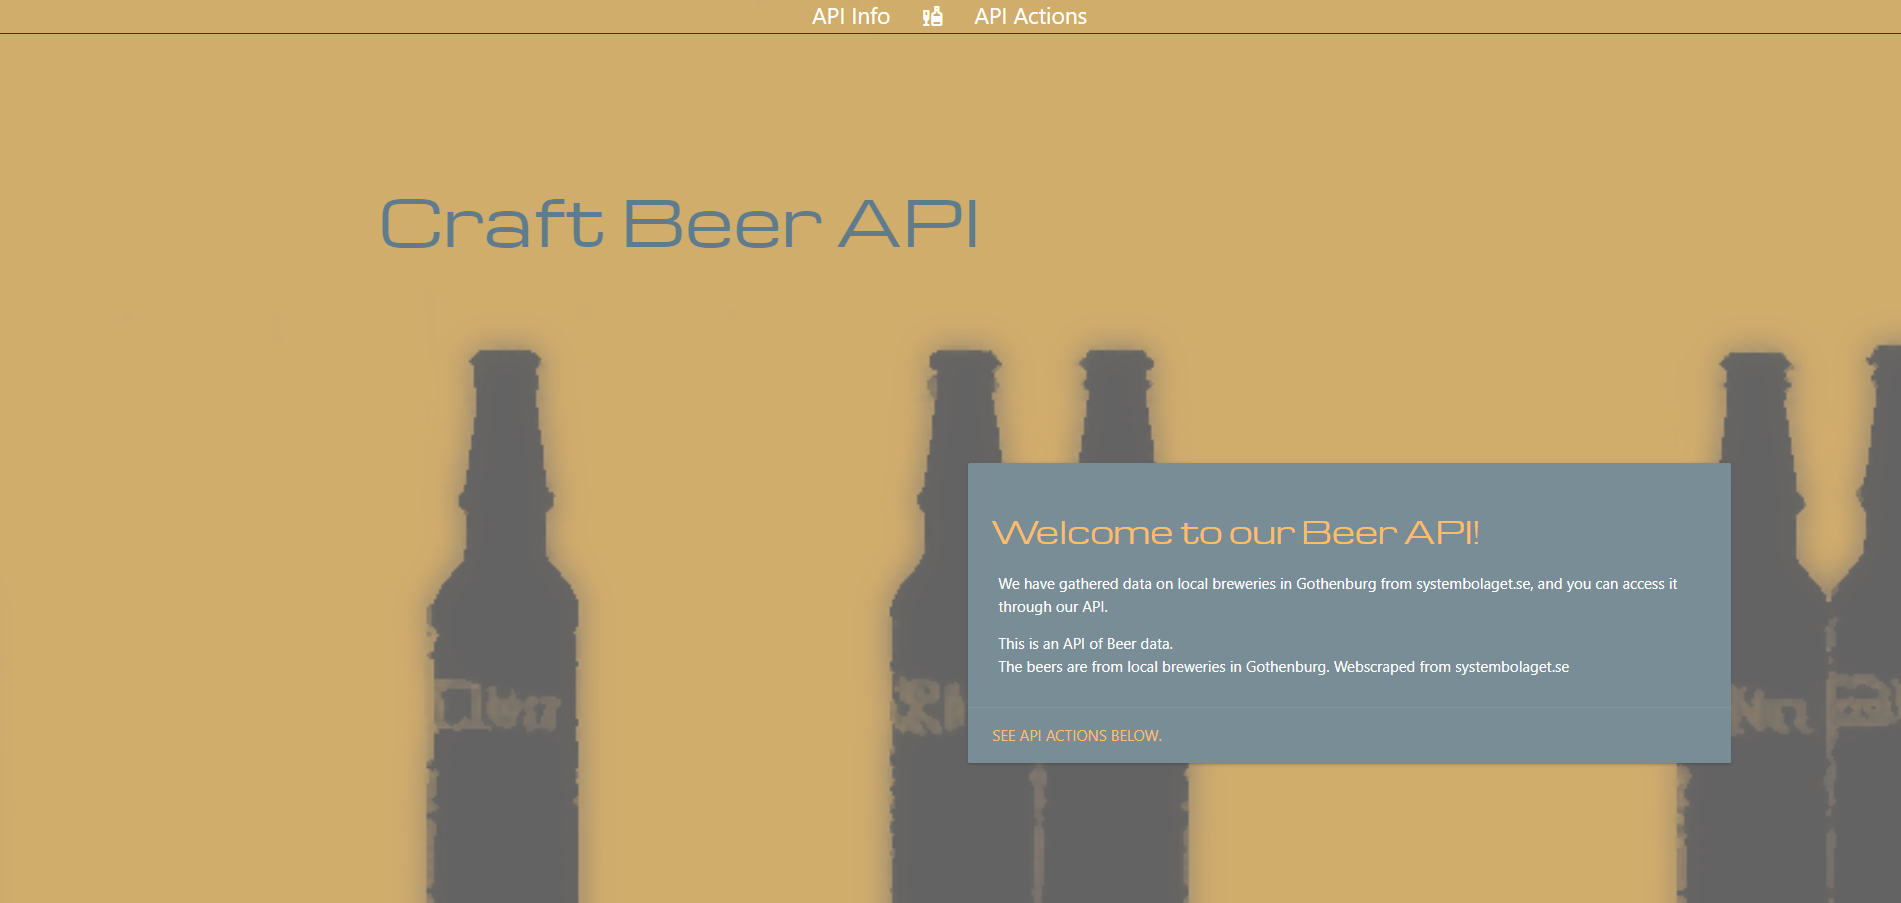 API Info API Actions
Craft Beer API
Welcome to our Beer API!
We have gathered data on local breweries in Gothenburg from systembolaget.se, and you can access it
through our API.
This is an API of Beer data.
The beers are from local breweries in Gothenburg. Webscraped from systembolaget.se
SEE API ACTIONS BELOW.